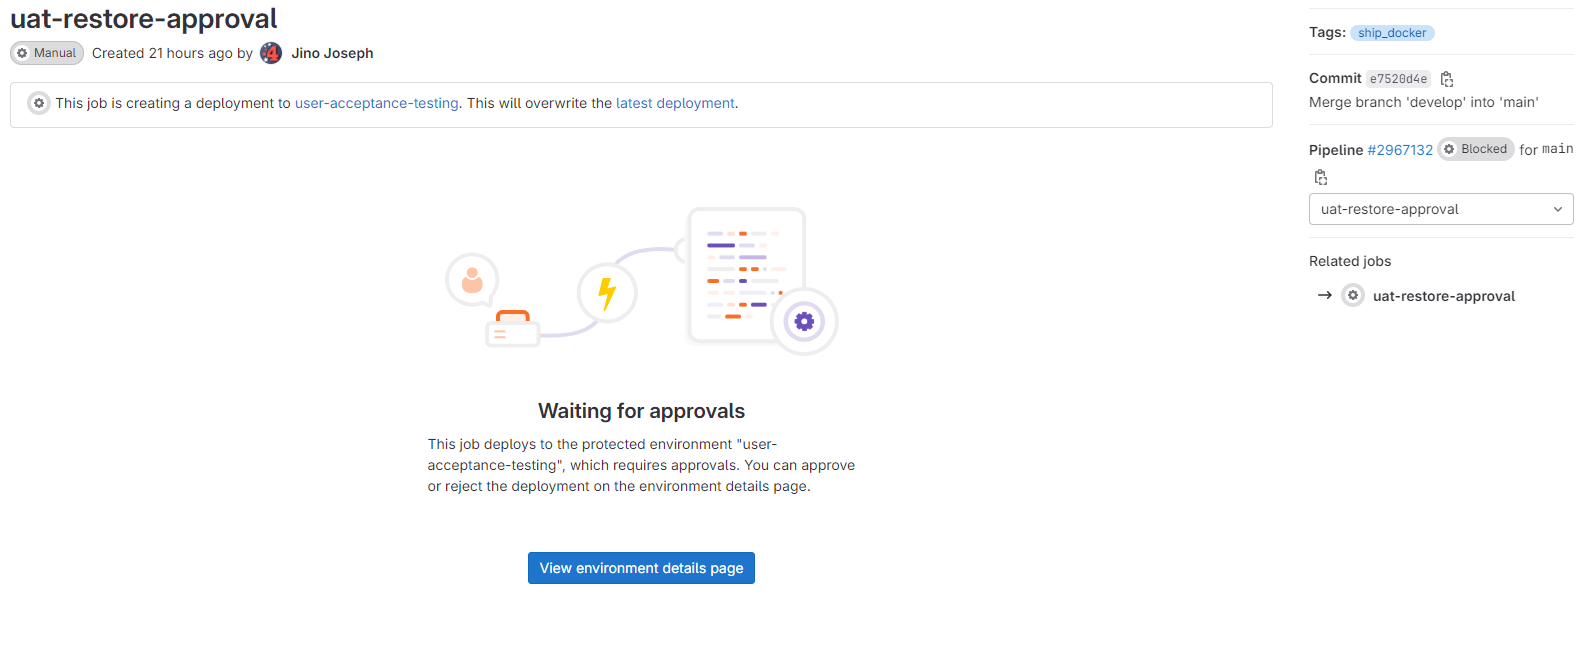 uat-restore-approval
Manual Created 21 hours ago by Jino Joseph
This job is creating a deployment to user-acceptance-testing. This will overwrite the latest deployment.
Waiting for approvals
This job deploys to the protected environment "user-
acceptance-testing", which requires approvals. You can approve
or reject the deployment on the environment details page.
View environment details page
Tags: ship_docker
Commit e7520d4e
Merge branch 'develop' into 'main'
Pipeline #2967132 Blocked for main
uat-restore-approval
Related jobs
→ uat-restore-approval